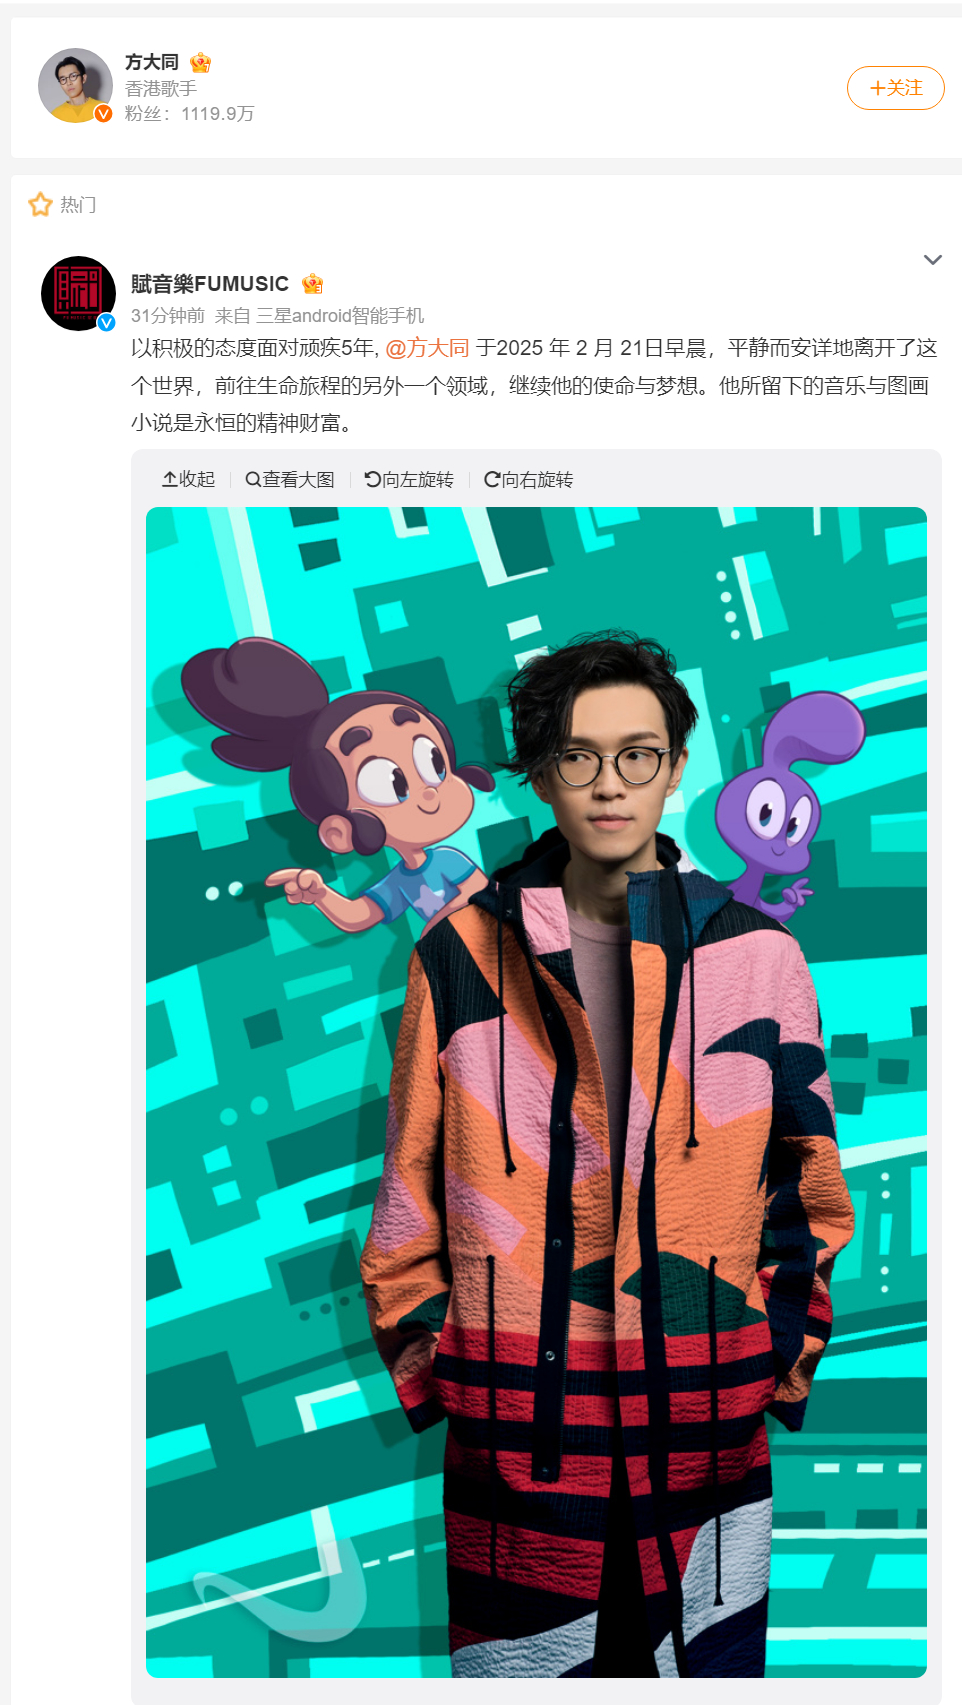 方大同
香港歌手
粉丝：1119.9万
+关注
热门
賦音樂FUMUSIC
31分钟前 来自 三星android智能手机
以积极的态度面对顽疾5年, @方大同 于2025 年 2 月 21日早晨，平静而安详地离开了这
个世界，前往生命旅程的另外一个领域，继续他的使命与梦想。他所留下的音乐与图画
小说是永恒的精神财富。
收起 查看大图 向左旋转 向右旋转